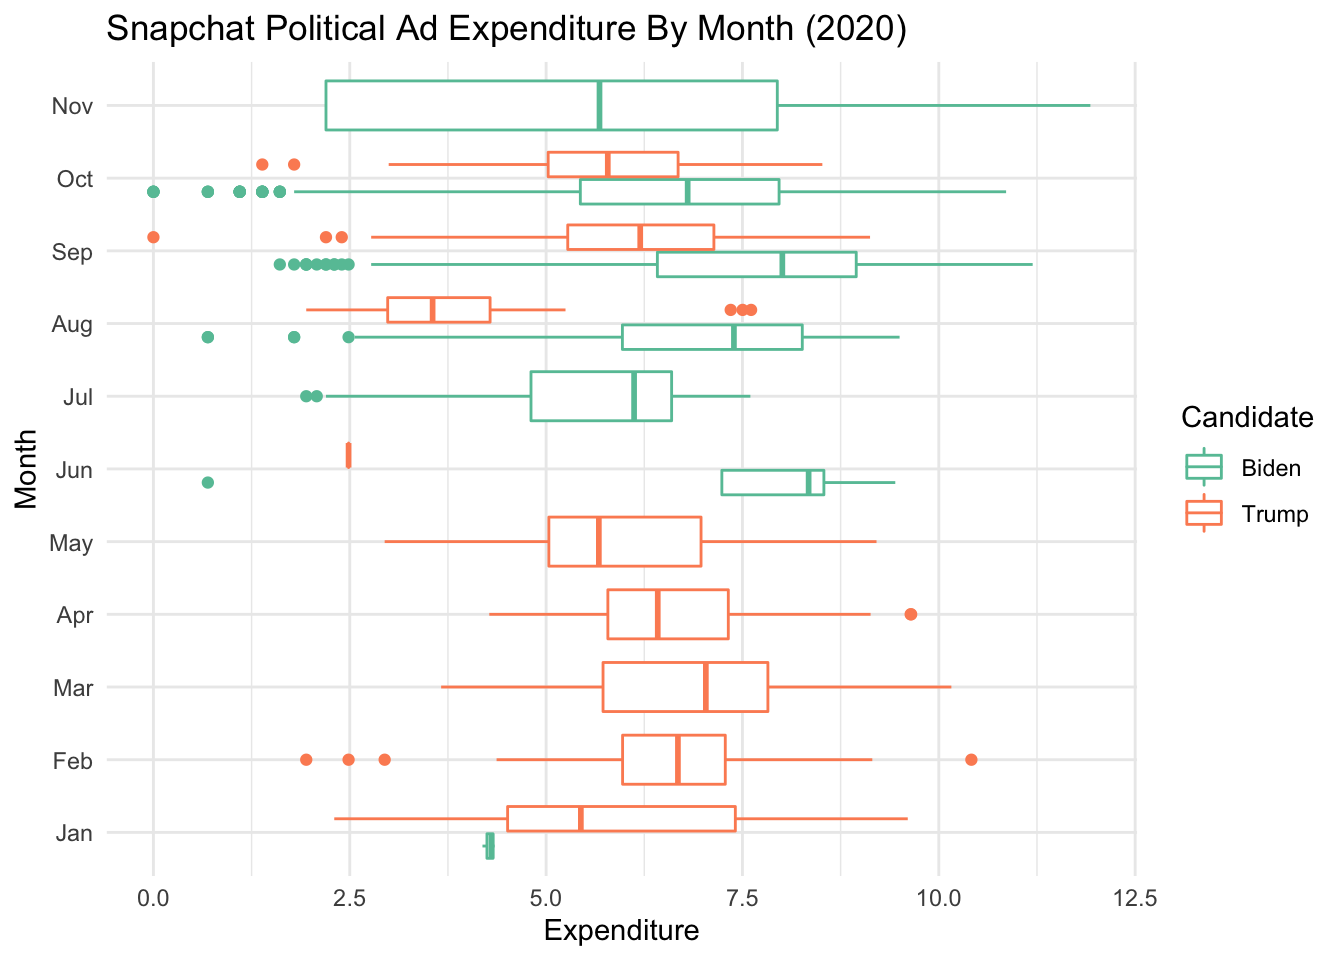 Snapchat Political Ad Expenditure By Month (2020)
Nov
Oct
Sep
Aug
Jul
Jun
May
Apr
Mar
Feb
Jan
Month
0.0 2.5 5.0 7.5 10.0 12.5
Expenditure
Candidate
Biden
Trump